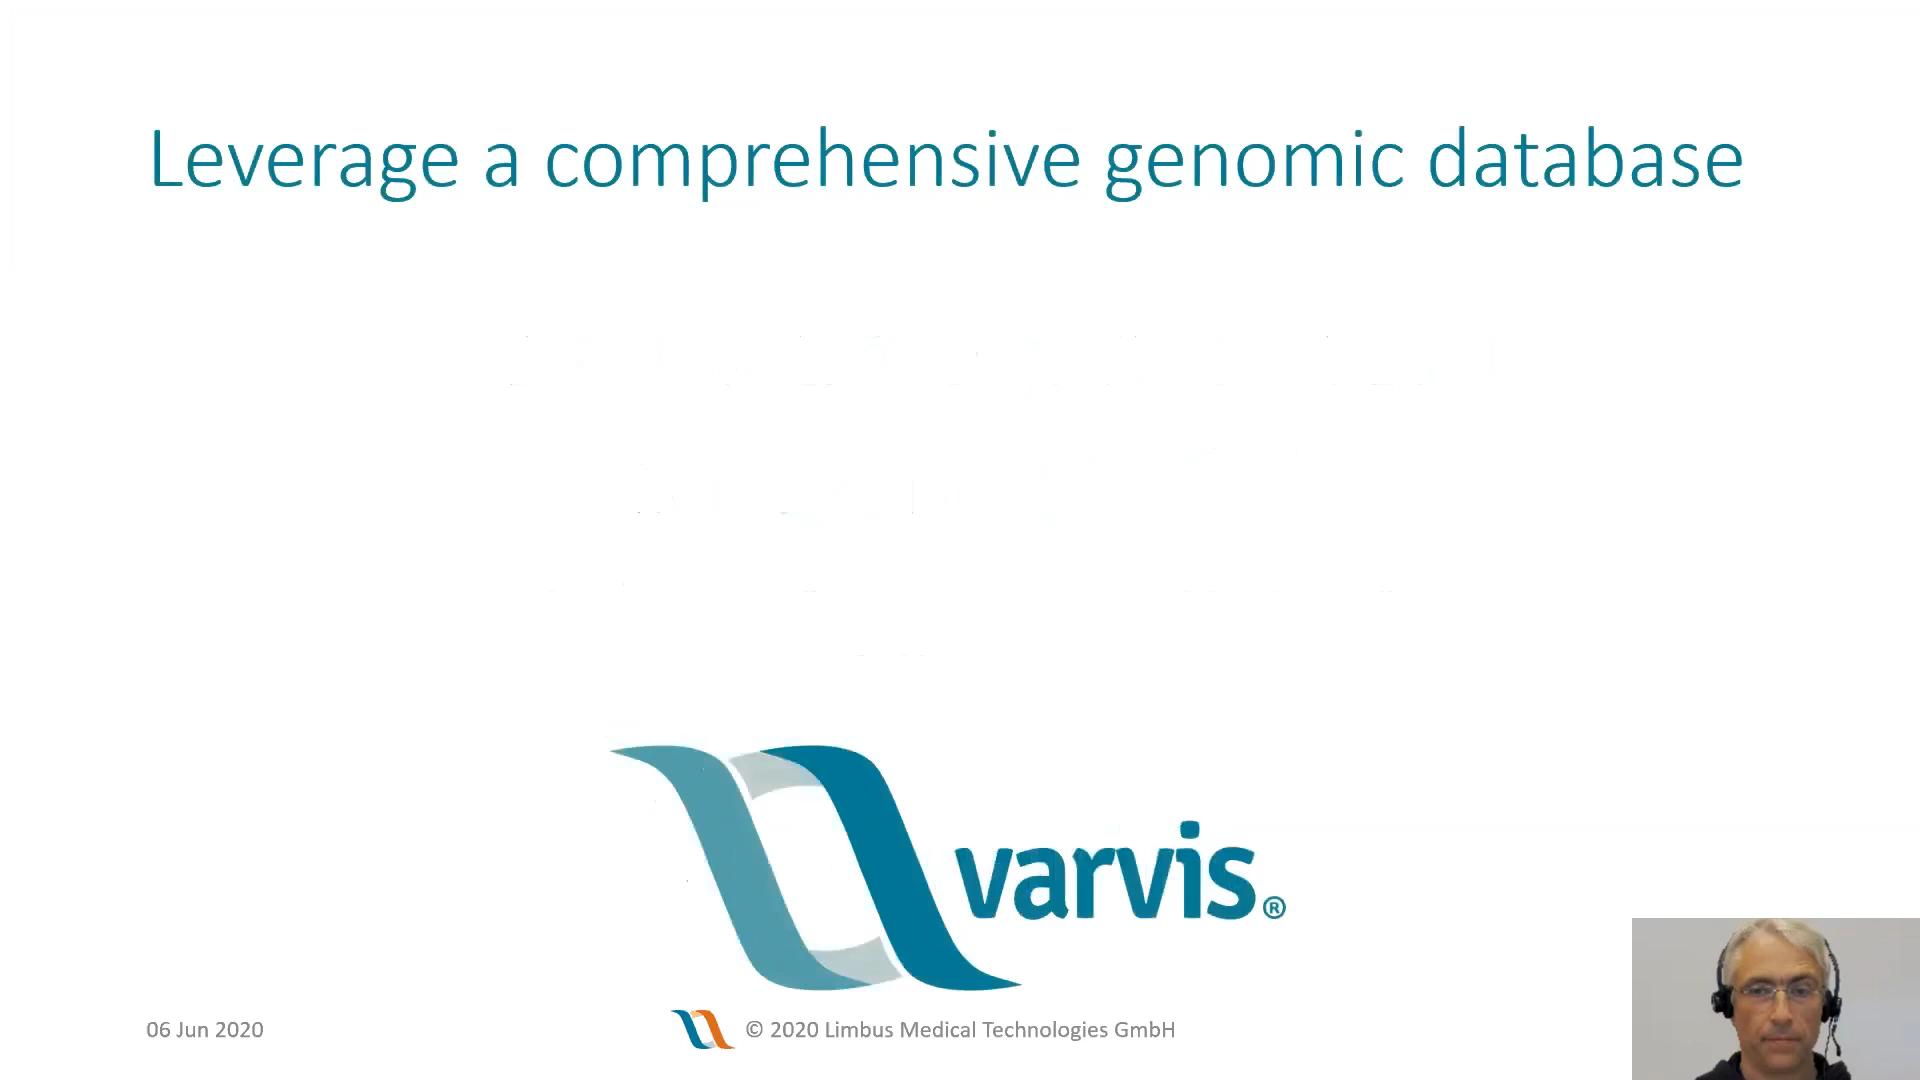 Leverage a comprehensive genomic database
varvis®
06 Jun 2020
© 2020 Limbus Medical Technologies GmbH